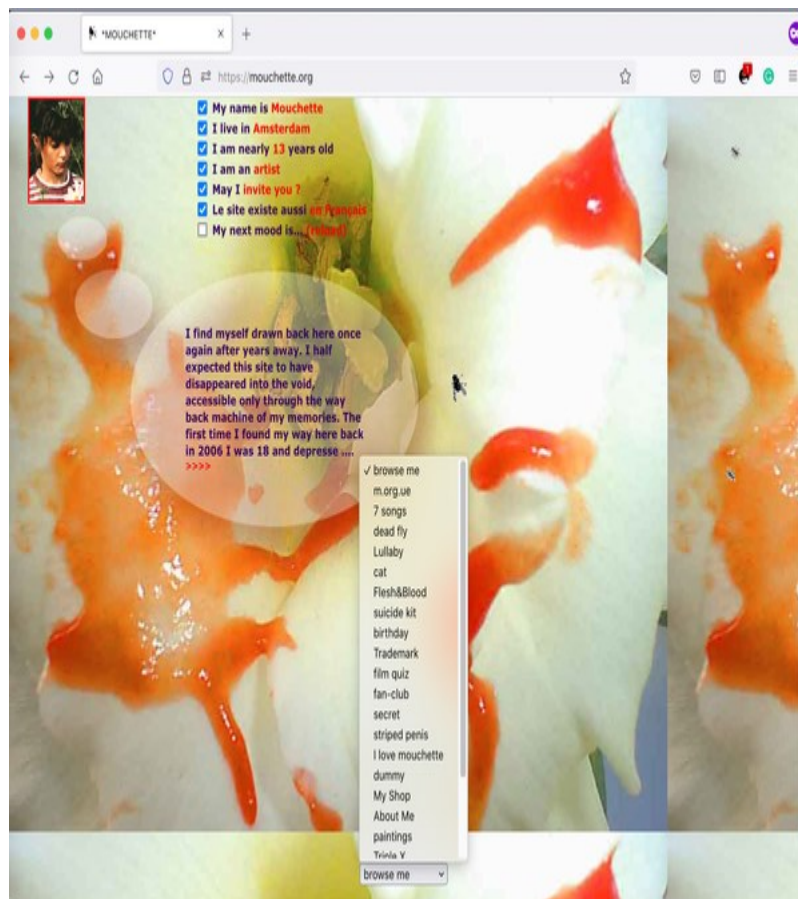 *MOUCHETTE*
https://mouchette.org
My name is Mouchette
I live in Amsterdam
I am nearly 13 years old
I am an artist
May I invite you ?
Le site existe aussi en Français
My next mood is... (reload)
I find myself drawn back here once
again after years away. I half
expected this site to have
disappeared into the void,
accessible only through the way
back machine of my memories. The
first time I found my way here back
in 2006 I was 18 and depresse ....
>>>>
browse me
m.org.ue
7 songs
dead fly
Lullaby
cat
Flesh&Blood
suicide kit
birthday
Trademark
film quiz
fan-club
secret
striped penis
I love mouchette
dummy
My Shop
About Me
paintings
Triple X
browse me